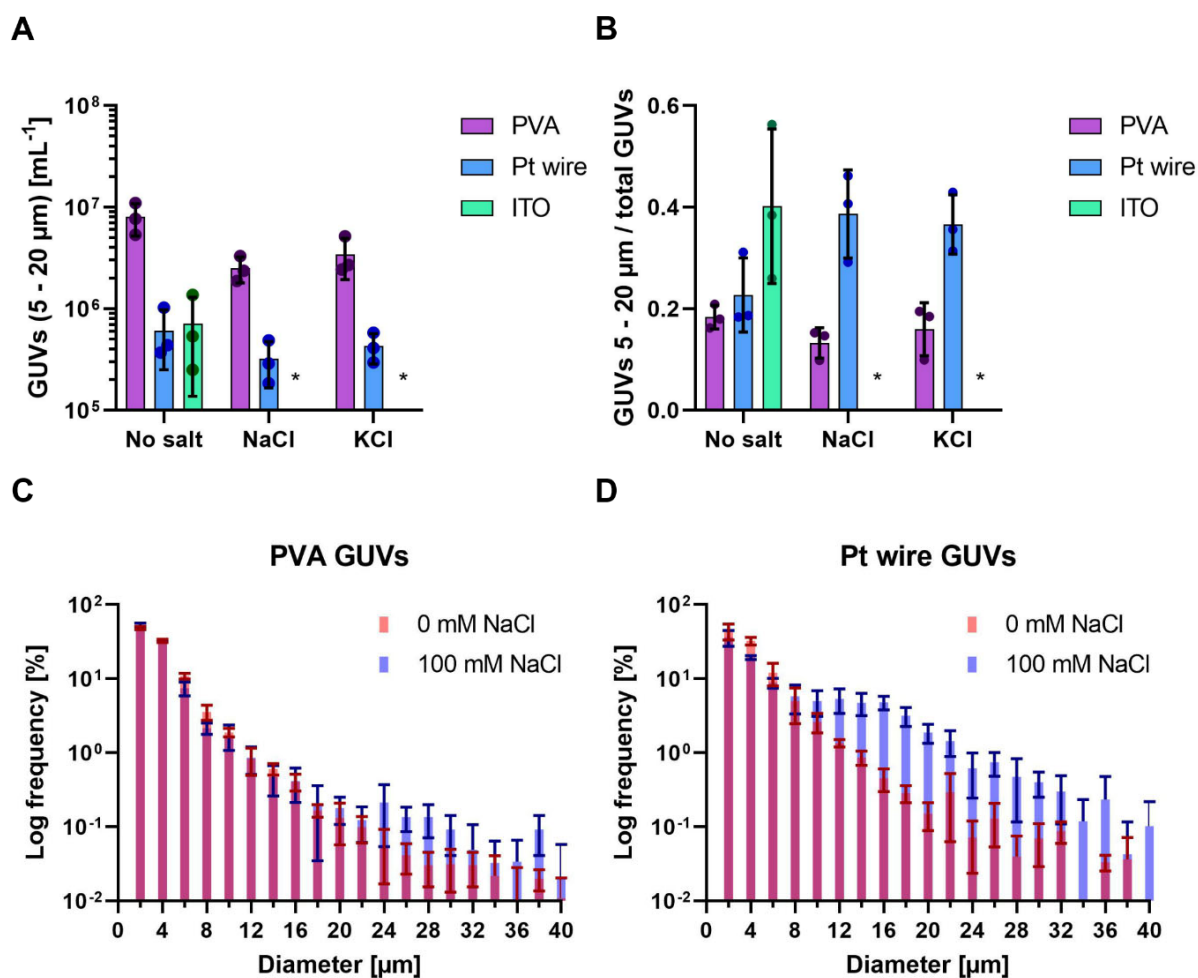 A
B
GUVs (5 - 20 µm) [mL⁻¹]
10⁸
10⁷
10⁶
10⁵
No salt NaCl KCl
* *
PVA
Pt wire
ITO
GUVs 5 - 20 µm / total GUVs
0.6
0.4
0.2
0.0
No salt NaCl KCl
* *
PVA
Pt wire
ITO
C
D
PVA GUVs
Log frequency [%]
10²
10¹
10⁰
10⁻¹
10⁻²
0 mM NaCl
100 mM NaCl
0 4 8 12 16 20 24 28 32 36 40
Diameter [µm]
Pt wire GUVs
Log frequency [%]
10²
10¹
10⁰
10⁻¹
10⁻²
0 mM NaCl
100 mM NaCl
0 4 8 12 16 20 24 28 32 36 40
Diameter [µm]